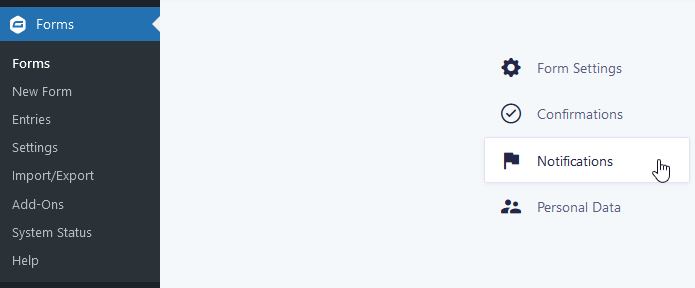 Forms
Forms
New Form
Entries
Settings
Import/Export
Add-Ons
System Status
Help
Form Settings
Confirmations
Notifications
Personal Data